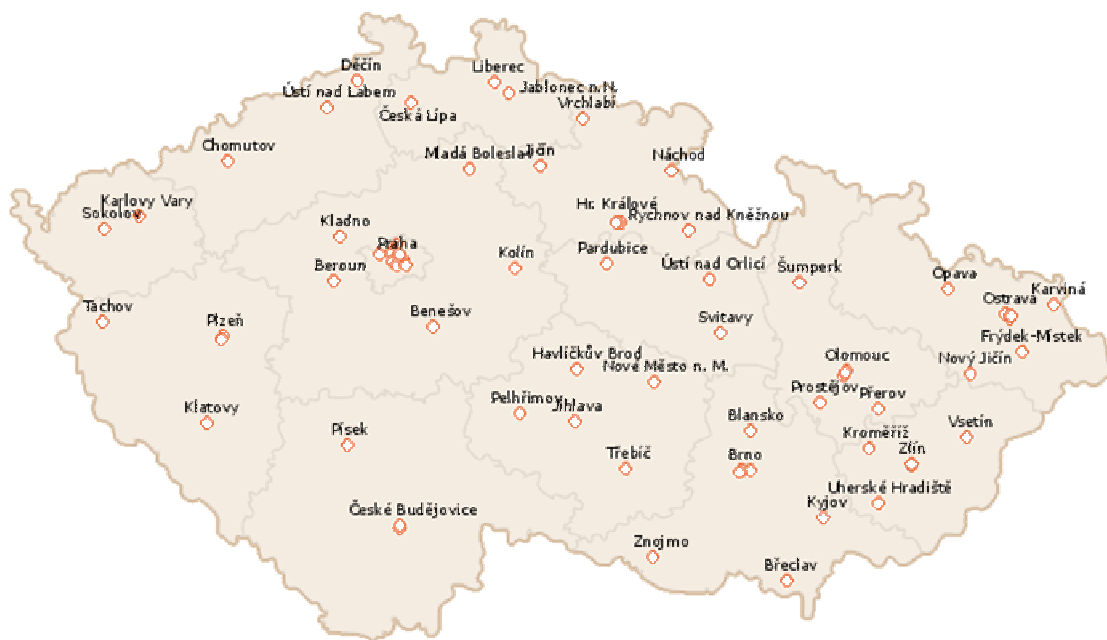 Děčín
Liberec
Ústí nad Labem
Jablonec n.N.
Česká Lípa
Vrchlabí
Chomutov
Mladá Boleslav
Jičín
Náchod
Karlovy Vary
Sokolov
Kladno
Hr. Králové
Rychnov nad Kněžnou
Praha
Beroun
Kolín
Pardubice
Ústí nad Orlicí
Šumperk
Opava
Karviná
Ostrava
Tachov
Plzeň
Benešov
Svitavy
Frýdek-Místek
Havlíčkův Brod
Nové Město n. M.
Olomouc
Nový Jičín
Prostějov
Přerov
Klatovy
Písek
Pelhřimov
Jihlava
Blansko
Vsetín
Kroměříž
Třebíč
Brno
Zlín
Uherské Hradiště
České Budějovice
Kyjov
Znojmo
Břeclav